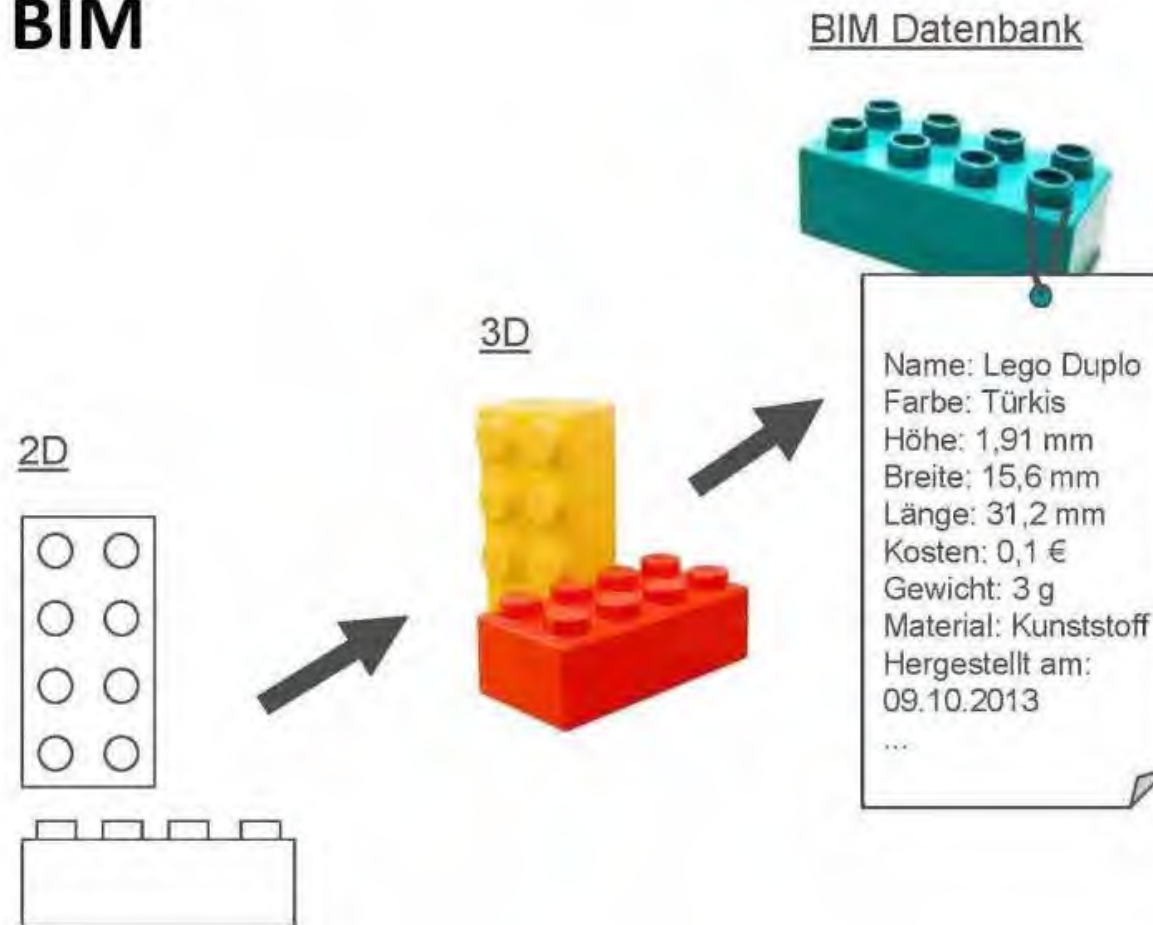 BIM
BIM Datenbank
3D
2D
Name: Lego Duplo
Farbe: Türkis
Höhe: 1,91 mm
Breite: 15,6 mm
Länge: 31,2 mm
Kosten: 0,1 €
Gewicht: 3 g
Material: Kunststoff
Hergestellt am:
09.10.2013
...